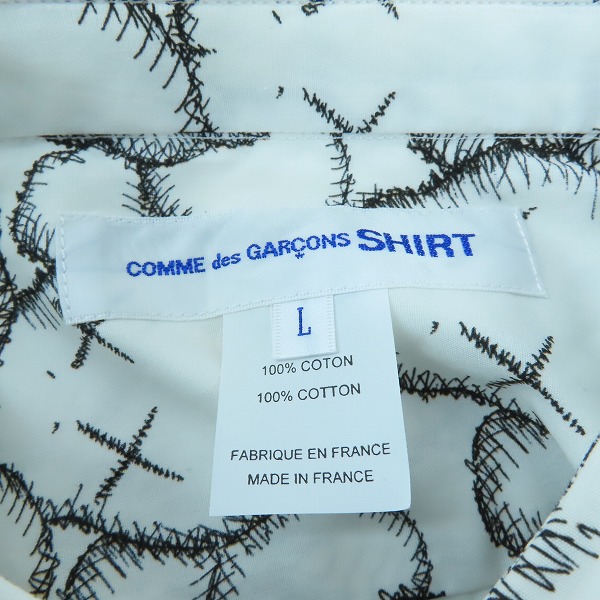 COMME des GARÇONS SHIRT
L
100% COTON
100% COTTON
FABRIQUE EN FRANCE
MADE IN FRANCE